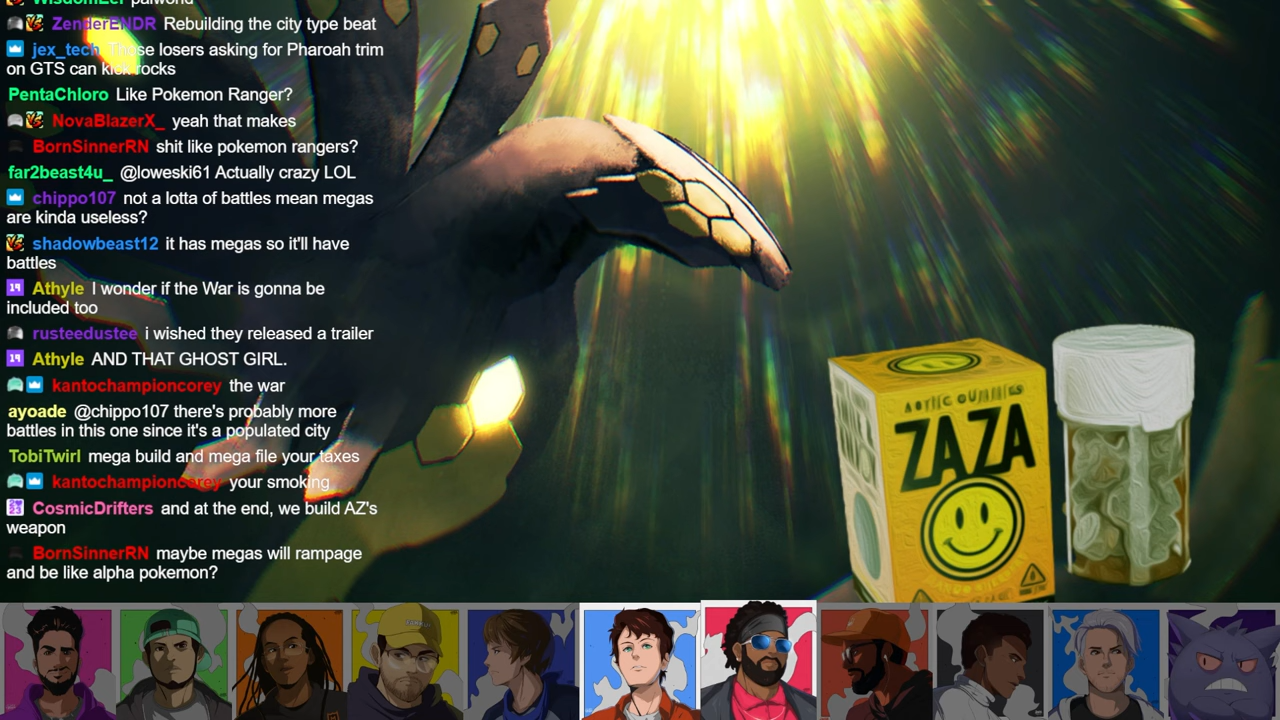 WisdomEer palworld
ZenderENDR Rebuilding the city type beat
jex_tech Those losers asking for Pharoah trim
on GTS can kick rocks
PentaChloro Like Pokemon Ranger?
NovaBlazerX_ yeah that makes
BornSinnerRN shit like pokemon rangers?
far2beast4u_ @loweski61 Actually crazy LOL
chippo107 not a lotta of battles mean megas
are kinda useless?
shadowbeast12 it has megas so it'll have
battles
19 Athyle I wonder if the War is gonna be
included too
rusteedustee i wished they released a trailer
19 Athyle AND THAT GHOST GIRL.
kantochampioncorey the war
ayoade @chippo107 there's probably more
battles in this one since it's a populated city
TobiTwirl mega build and mega file your taxes
kantochampioncorey your smoking
CosmicDrifters and at the end, we build AZ's
weapon
BornSinnerRN maybe megas will rampage
and be like alpha pokemon?
ZAZA